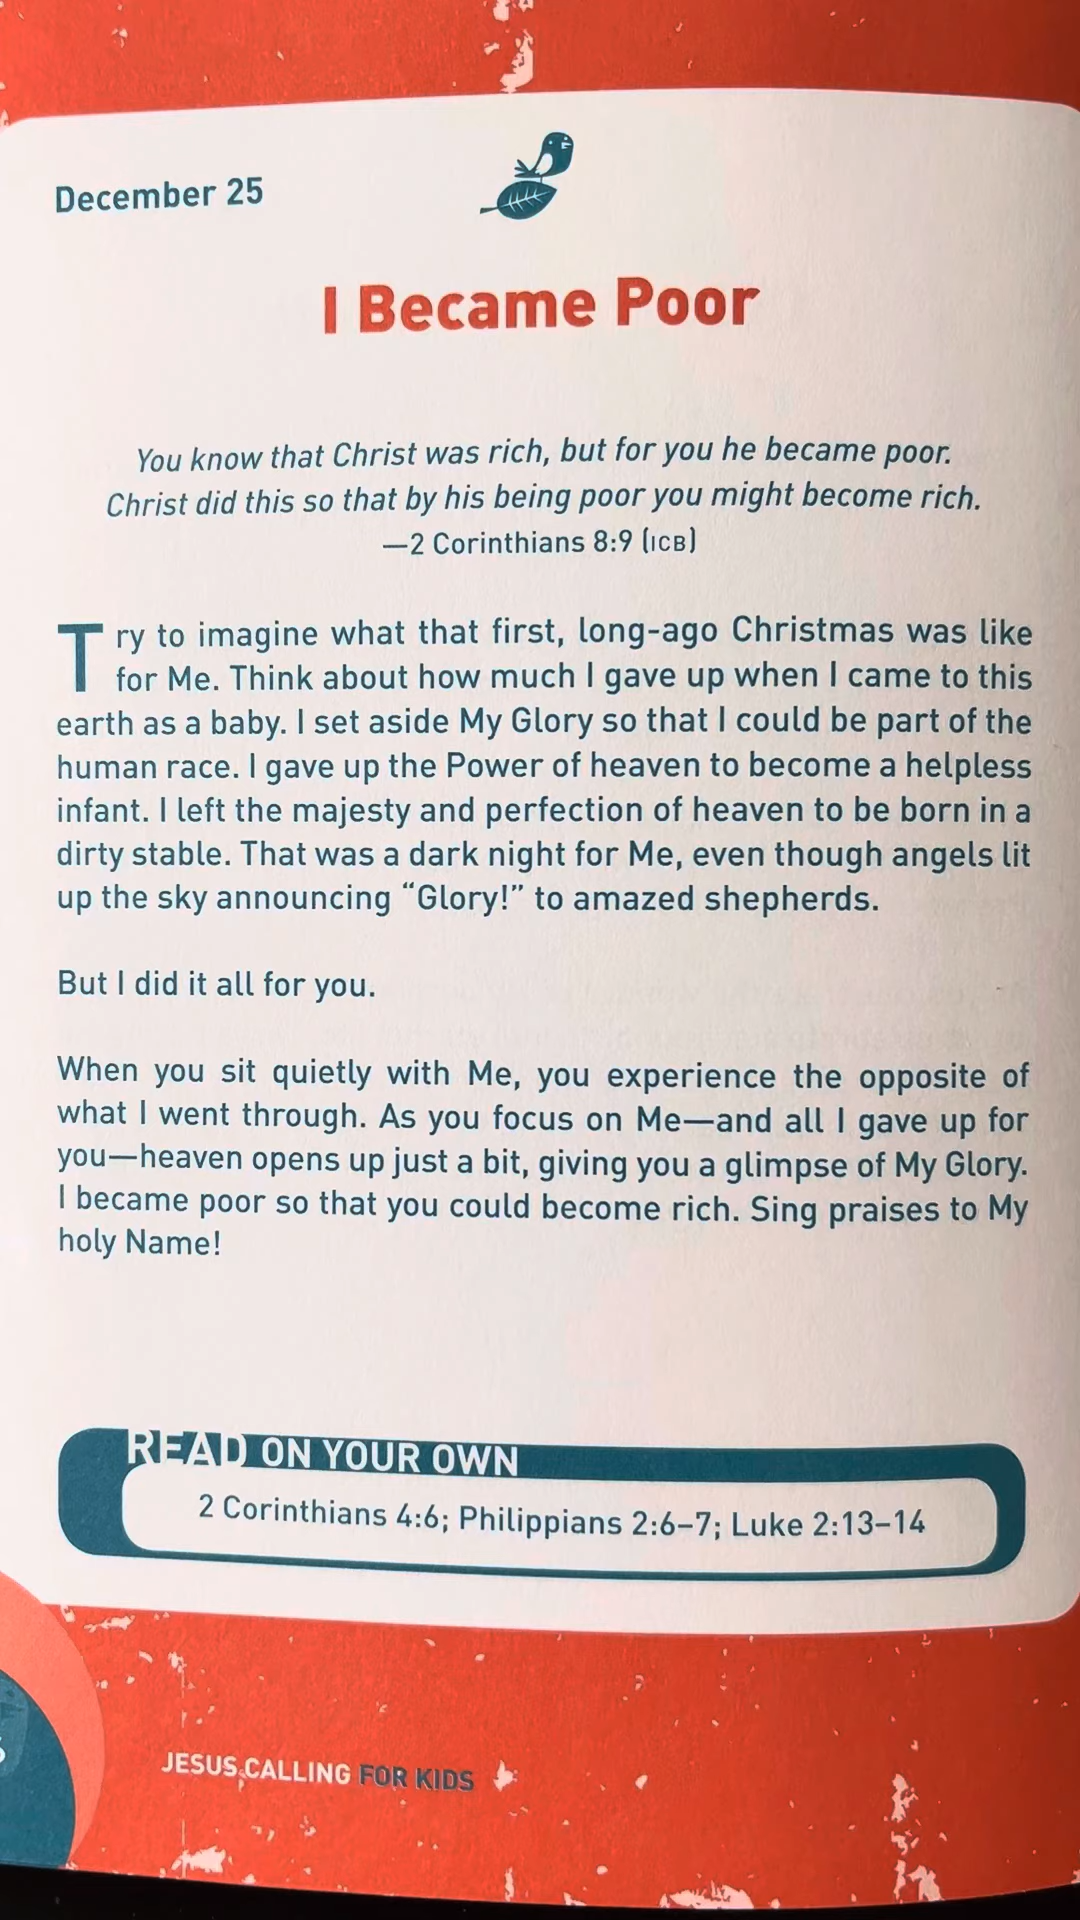 December 25
I Became Poor
You know that Christ was rich, but for you he became poor.
Christ did this so that by his being poor you might become rich.
—2 Corinthians 8:9 (ICB)
Try to imagine what that first, long-ago Christmas was like
for Me. Think about how much I gave up when I came to this
earth as a baby. I set aside My Glory so that I could be part of the
human race. I gave up the Power of heaven to become a helpless
infant. I left the majesty and perfection of heaven to be born in a
dirty stable. That was a dark night for Me, even though angels lit
up the sky announcing “Glory!” to amazed shepherds.
But I did it all for you.
When you sit quietly with Me, you experience the opposite of
what I went through. As you focus on Me—and all I gave up for
you—heaven opens up just a bit, giving you a glimpse of My Glory.
I became poor so that you could become rich. Sing praises to My
holy Name!
READ ON YOUR OWN
2 Corinthians 4:6; Philippians 2:6–7; Luke 2:13–14
JESUS CALLING FOR KIDS